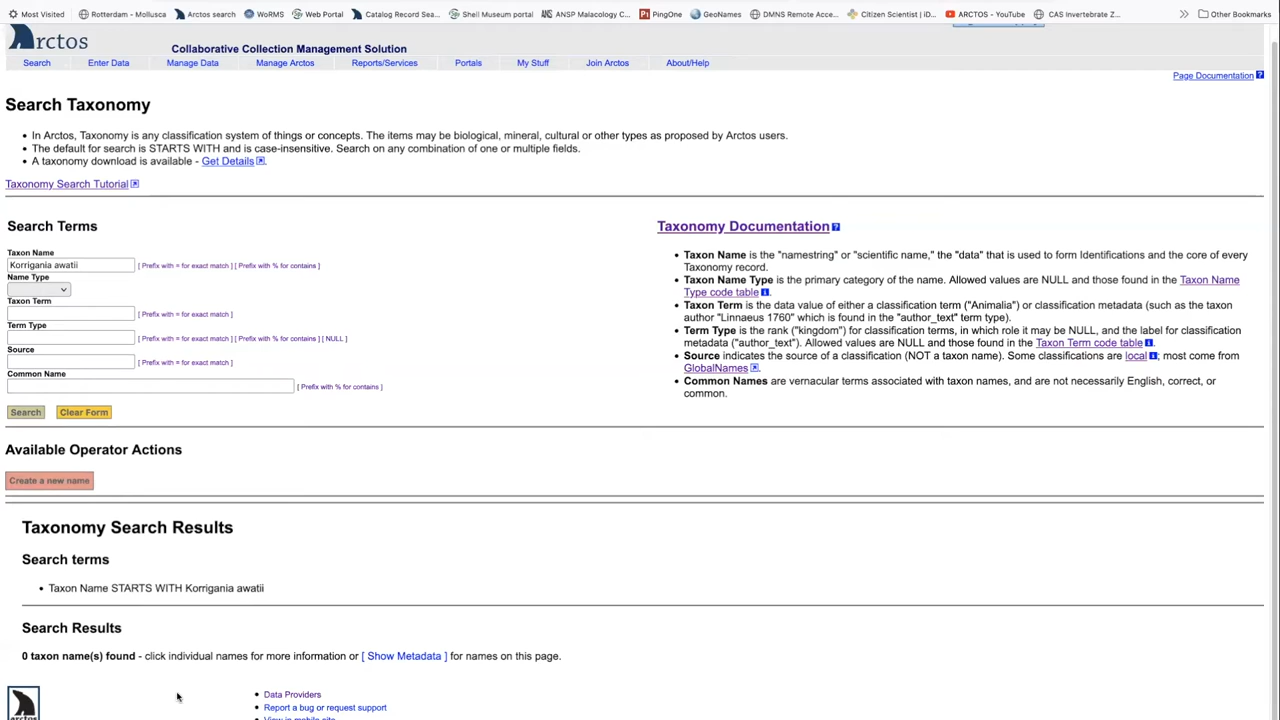 Most Visited Rotterdam - Mollusca Arctos search WoRMS Web Portal Catalog Record Sea... Shell Museum portal ANSP Malacology C... PingOne GeoNames DMNS Remote Acce... Citizen Scientist | iD... ARCTOS - YouTube CAS Invertebrate Z... Other Bookmarks
Arctos
Collaborative Collection Management Solution
Search Enter Data Manage Data Manage Arctos Reports/Services Portals My Stuff Join Arctos About/Help
Page Documentation
Search Taxonomy
• In Arctos, Taxonomy is any classification system of things or concepts. The items may be biological, mineral, cultural or other types as proposed by Arctos users.
• The default for search is STARTS WITH and is case-insensitive. Search on any combination of one or multiple fields.
• A taxonomy download is available - Get Details
Taxonomy Search Tutorial
Search Terms
Taxon Name
Korrigania awatii [ Prefix with = for exact match ] [ Prefix with % for contains ]
Name Type
Taxon Term
[ Prefix with = for exact match ]
Term Type
[ Prefix with = for exact match ] [ Prefix with % for contains ] [ NULL ]
Source
[ Prefix with = for exact match ]
Common Name
[ Prefix with % for contains ]
Search Clear Form
Taxonomy Documentation
• Taxon Name is the "namestring" or "scientific name," the "data" that is used to form Identifications and the core of every
Taxonomy record.
• Taxon Name Type is the primary category of the name. Allowed values are NULL and those found in the Taxon Name
Type code table
• Taxon Term is the data value of either a classification term ("Animalia") or classification metadata (such as the taxon
author "Linnaeus 1760" which is found in the "author_text" term type).
• Term Type is the rank ("kingdom") for classification terms, in which role it may be NULL, and the label for classification
metadata ("author_text"). Allowed values are NULL and those found in the Taxon Term code table
• Source indicates the source of a classification (NOT a taxon name). Some classifications are local ; most come from
GlobalNames
• Common Names are vernacular terms associated with taxon names, and are not necessarily English, correct, or
common.
Available Operator Actions
Create a new name
Taxonomy Search Results
Search terms
• Taxon Name STARTS WITH Korrigania awatii
Search Results
0 taxon name(s) found - click individual names for more information or [ Show Metadata ] for names on this page.
arctos
• Data Providers
• Report a bug or request support
• View in mobile site